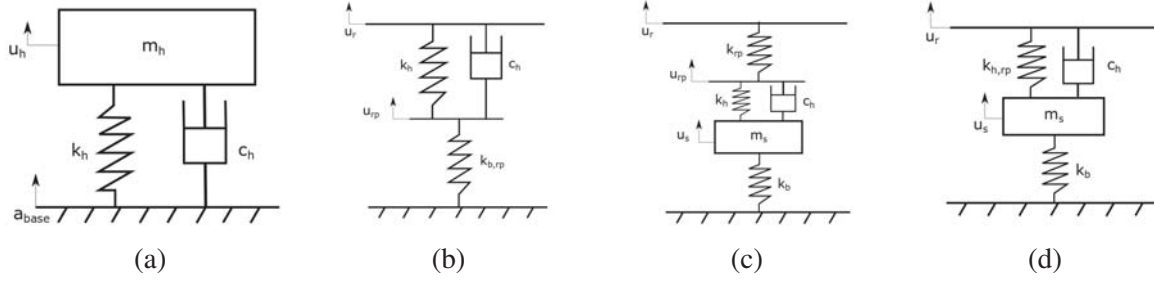 u_h
m_h
k_h
c_h
a_base
(a)
u_r
k_h
c_h
u_rp
k_b,rp
(b)
u_r
k_rp
u_rp
k_h
c_h
u_s
m_s
k_b
(c)
u_r
k_h,rp
c_h
u_s
m_s
k_b
(d)